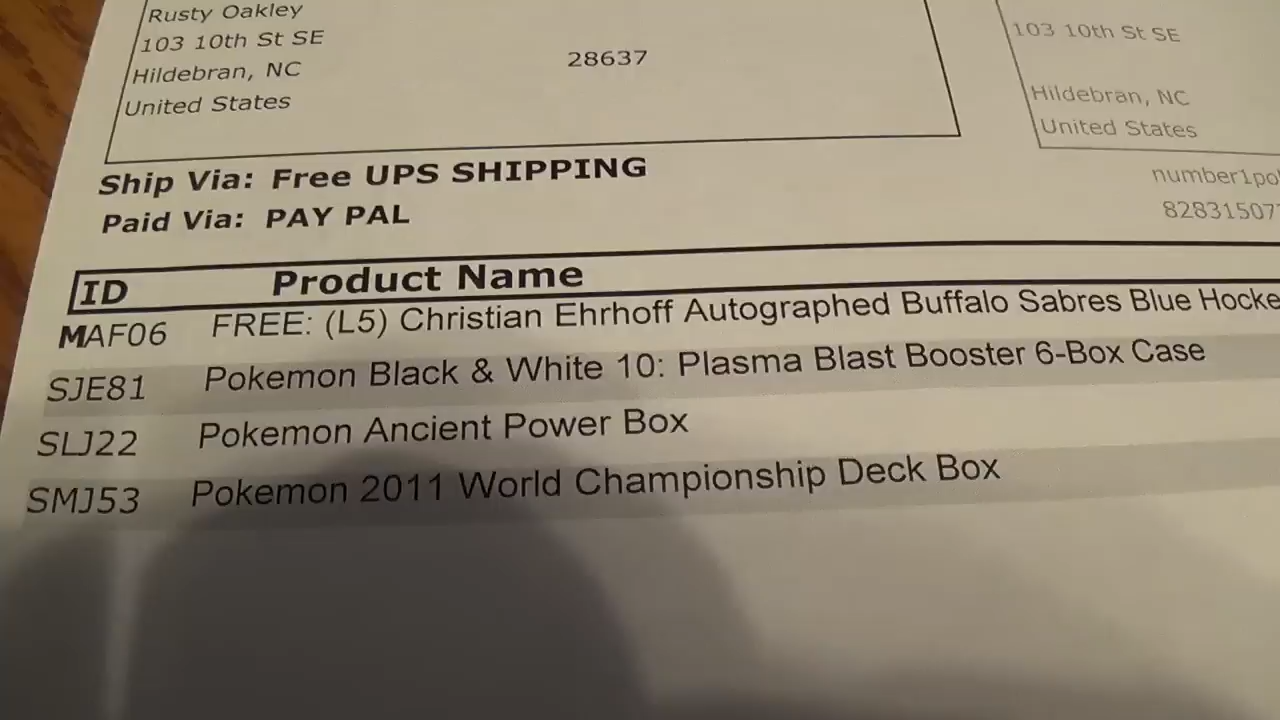 Rusty Oakley
103 10th St SE
Hildebran, NC 28637
United States
103 10th St SE
Hildebran, NC
United States
Ship Via: Free UPS SHIPPING
Paid Via: PAY PAL
number1po
82831507
ID Product Name
MAF06 FREE: (L5) Christian Ehrhoff Autographed Buffalo Sabres Blue Hocke
SJE81 Pokemon Black & White 10: Plasma Blast Booster 6-Box Case
SLJ22 Pokemon Ancient Power Box
SMJ53 Pokemon 2011 World Championship Deck Box